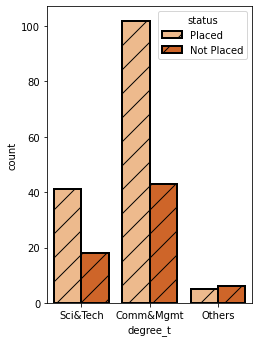 status
Placed
Not Placed
100
80
60
40
20
0
count
Sci&Tech Comm&Mgmt Others
degree_t